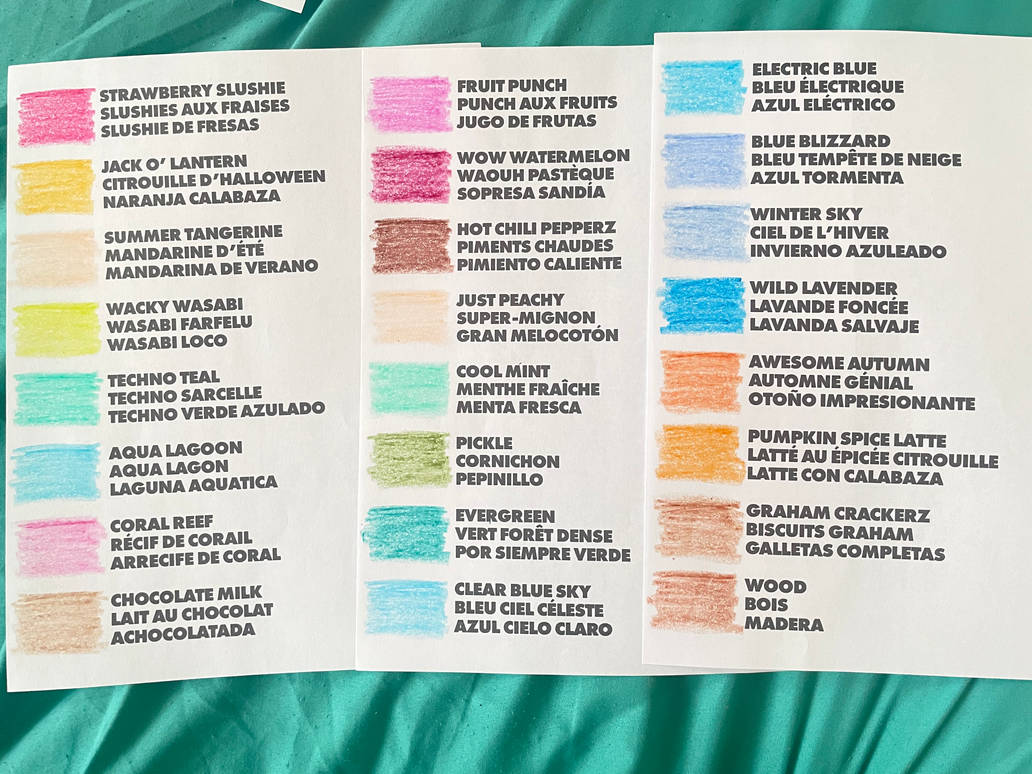 STRAWBERRY SLUSHIE
SLUSHIES AUX FRAISES
SLUSHIE DE FRESAS
JACK O' LANTERN
CITROUILLE D'HALLOWEEN
NARANJA CALABAZA
SUMMER TANGERINE
MANDARINE D'ÉTÉ
MANDARINA DE VERANO
WACKY WASABI
WASABI FARFELU
WASABI LOCO
TECHNO TEAL
TECHNO SARCELLE
TECHNO VERDE AZULADO
AQUA LAGOON
AQUA LAGON
LAGUNA AQUATICA
CORAL REEF
RÉCIF DE CORAIL
ARRECIFE DE CORAL
CHOCOLATE MILK
LAIT AU CHOCOLAT
ACHOCOLATADA
FRUIT PUNCH
PUNCH AUX FRUITS
JUGO DE FRUTAS
WOW WATERMELON
WAOUH PASTÈQUE
SOPRESA SANDÍA
HOT CHILI PEPPERZ
PIMENTS CHAUDES
PIMIENTO CALIENTE
JUST PEACHY
SUPER-MIGNON
GRAN MELOCOTÓN
COOL MINT
MENTHE FRAÎCHE
MENTA FRESCA
PICKLE
CORNICHON
PEPINILLO
EVERGREEN
VERT FORÊT DENSE
POR SIEMPRE VERDE
CLEAR BLUE SKY
BLEU CIEL CÉLESTE
AZUL CIELO CLARO
ELECTRIC BLUE
BLEU ÉLECTRIQUE
AZUL ELÉCTRICO
BLUE BLIZZARD
BLEU TEMPÊTE DE NEIGE
AZUL TORMENTA
WINTER SKY
CIEL DE L'HIVER
INVIERNO AZULEADO
WILD LAVENDER
LAVANDE FONCÉE
LAVANDA SALVAJE
AWESOME AUTUMN
AUTOMNE GÉNIAL
OTOÑO IMPRESIONANTE
PUMPKIN SPICE LATTE
LATTÉ AU ÉPICÉE CITROUILLE
LATTE CON CALABAZA
GRAHAM CRACKERZ
BISCUITS GRAHAM
GALLETAS COMPLETAS
WOOD
BOIS
MADERA